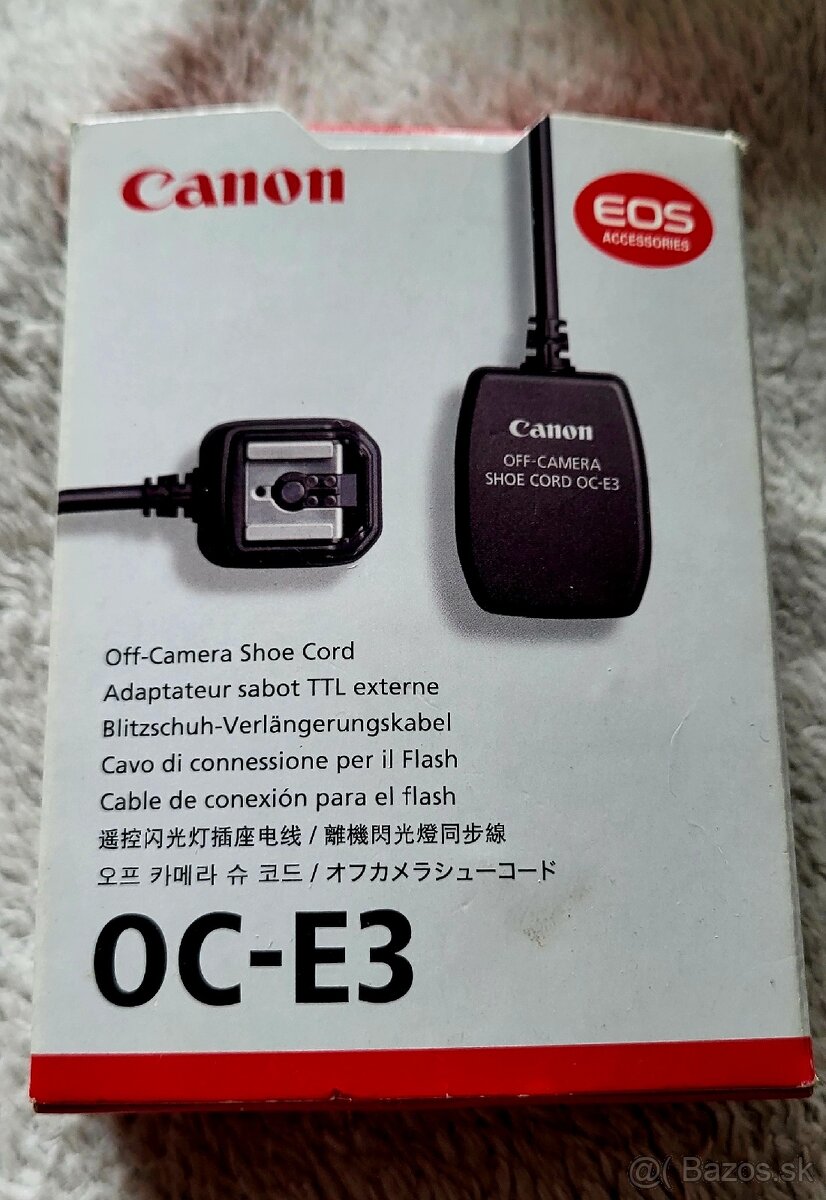 Canon
EOS
ACCESSORIES
Canon
OFF-CAMERA
SHOE CORD OC-E3
Off-Camera Shoe Cord
Adaptateur sabot TTL externe
Blitzschuh-Verlängerungskabel
Cavo di connessione per il Flash
Cable de conexión para el flash
遥控闪光灯插座电线 / 離機閃光燈同步線
오프 카메라 슈 코드 / オフカメラシューコード
OC-E3
@( Bazos.sk